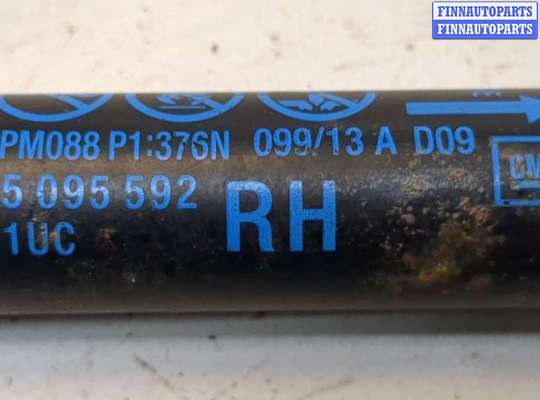 FINNAUTOPARTS
FINNAUTOPARTS
PM088 P1:376N 099/13 A D09
5 095 592 RH
1UC
GM